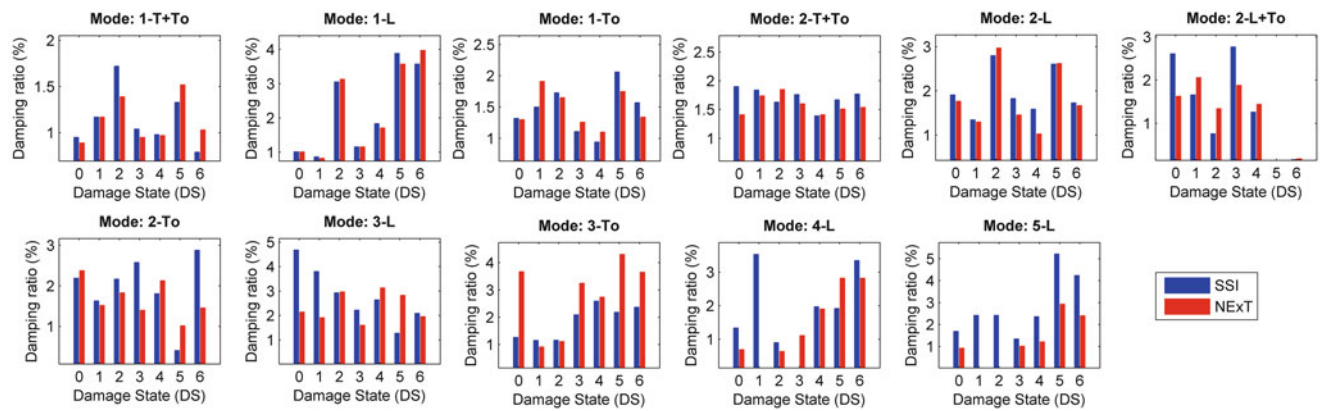 Mode: 1-T+To
Mode: 1-L
Mode: 1-To
Mode: 2-T+To
Mode: 2-L
Mode: 2-L+To
Damping ratio (%)
2
1.5
1
0 1 2 3 4 5 6
Damage State (DS)
Damping ratio (%)
4
3
2
1
0 1 2 3 4 5 6
Damage State (DS)
Damping ratio (%)
2.5
2
1.5
1
0 1 2 3 4 5 6
Damage State (DS)
Damping ratio (%)
2.5
2
1.5
1
0 1 2 3 4 5 6
Damage State (DS)
Damping ratio (%)
3
2
1
0 1 2 3 4 5 6
Damage State (DS)
Damping ratio (%)
3
2
1
0 1 2 3 4 5 6
Damage State (DS)
Mode: 2-To
Mode: 3-L
Mode: 3-To
Mode: 4-L
Mode: 5-L
Damping ratio (%)
3
2
1
0 1 2 3 4 5 6
Damage State (DS)
Damping ratio (%)
5
4
3
2
1
0 1 2 3 4 5 6
Damage State (DS)
Damping ratio (%)
4
3
2
1
0 1 2 3 4 5 6
Damage State (DS)
Damping ratio (%)
3
2
1
0 1 2 3 4 5 6
Damage State (DS)
Damping ratio (%)
5
4
3
2
1
0 1 2 3 4 5 6
Damage State (DS)
SSI
NExT